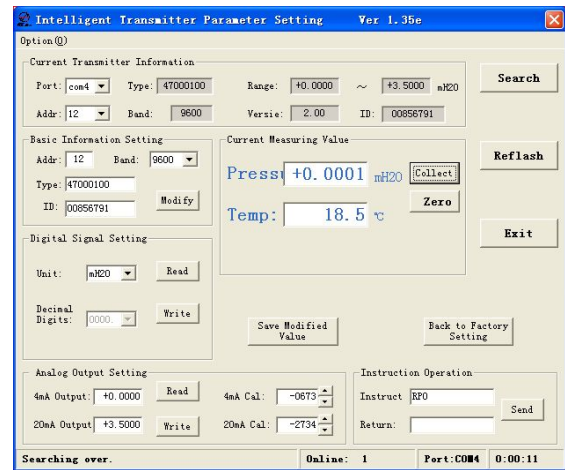 Intelligent Transmitter Parameter Setting Ver 1.35e
Option(O)
Current Transmitter Information
Port: com4 Type: 47000100 Range: +0.0000 ~ +3.5000 mH2O
Addr: 12 Band: 9600 Versie: 2.00 ID: 00856791
Search
Basic Information Setting
Addr: 12 Band: 9600
Type: 47000100
ID: 00856791 Modify
Current Measuring Value
Press +0.0001 mH2O Collect
Zero
Temp: 18.5 ℃
Reflash
Exit
Digital Signal Setting
Unit: mH2O Read
Decimal
Digits: 0000. Write
Save Modified
Value
Back to Factory
Setting
Analog Output Setting
4mA Output: +0.0000 Read 4mA Cal: -0673
20mA Output +3.5000 Write 20mA Cal: -2734
Instruction Operation
Instruct RPO
Return: Send
Searching over. Online: 1 Port:COM4 0:00:11